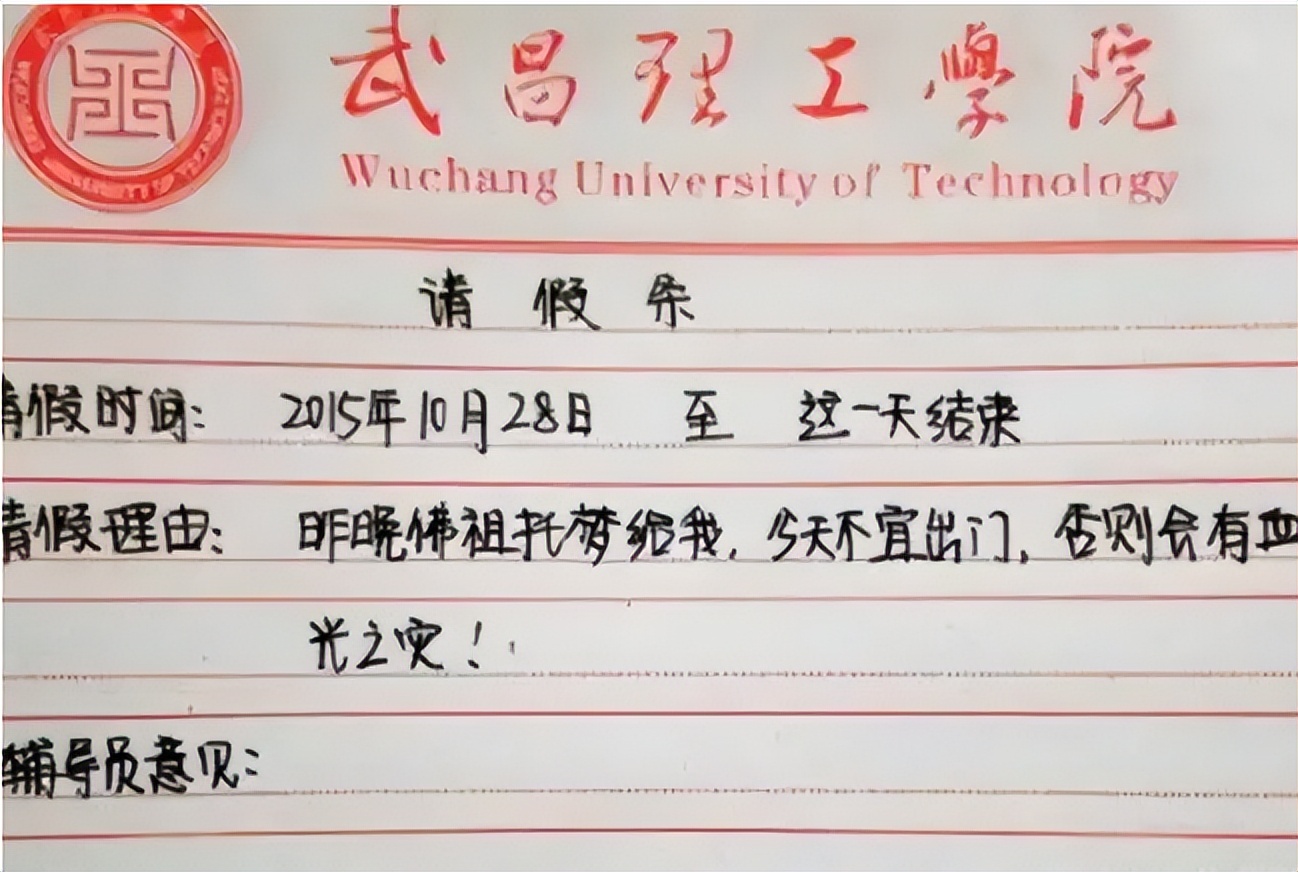 武昌理工學院
Wuchang University of Technology
请假条
请假时间: 2015年10月28日 至 这一天结束
请假理由: 昨晚佛祖托梦给我,今天不宜出门,否则会有血
光之灾!
辅导员意见: